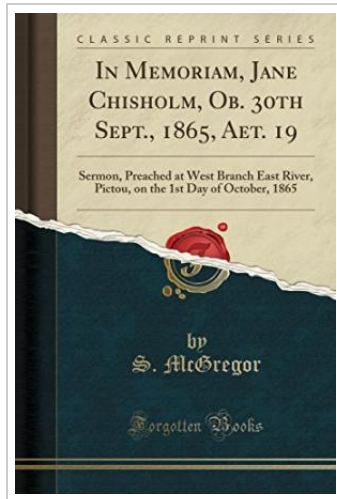 CLASSIC REPRINT SERIES
IN MEMORIAM, JANE
CHISHOLM, OB. 30TH
SEPT., 1865, AET. 19
Sermon, Preached at West Branch East River,
Pictou, on the 1st Day of October, 1865
by
S. McGregor
Forgotten Books